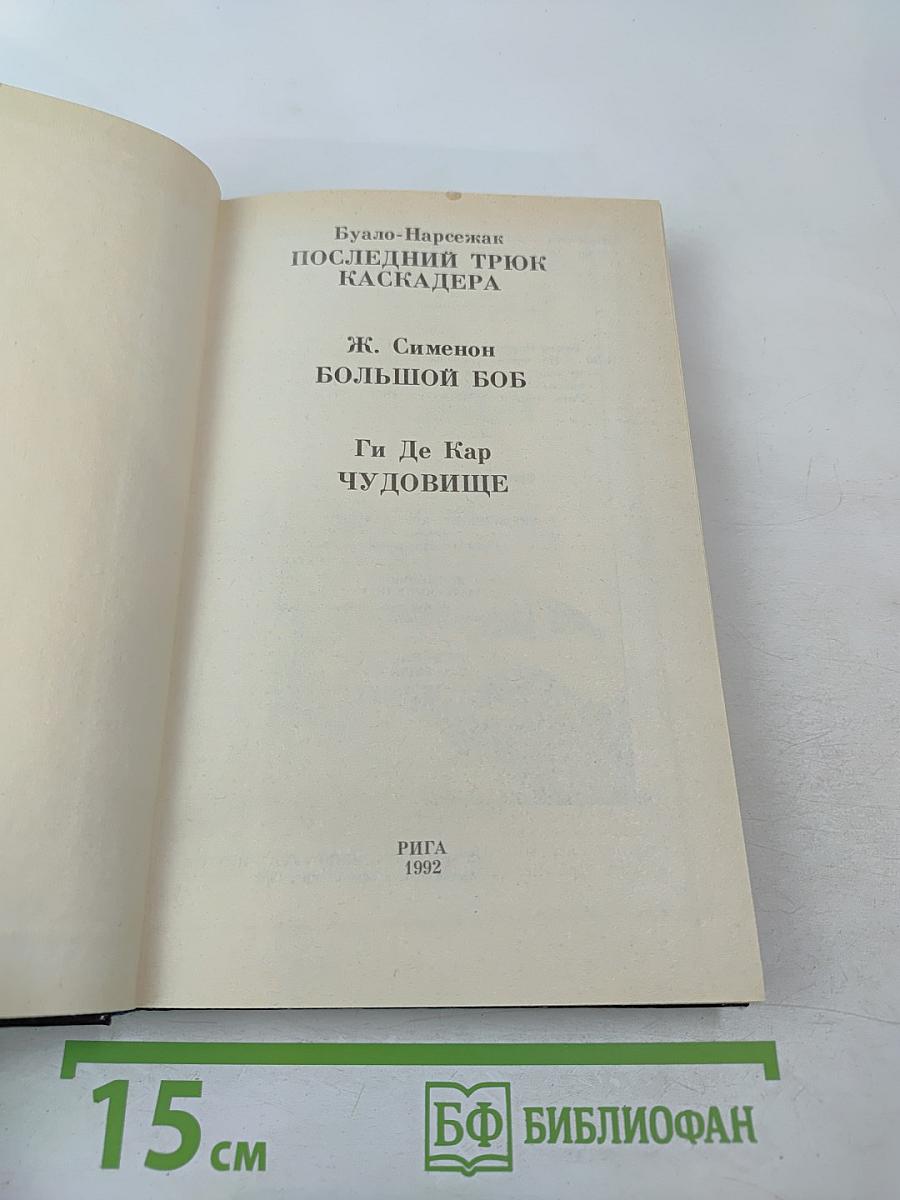 Буало-Нарсежак
ПОСЛЕДНИЙ ТРЮК
КАСКАДЕРА
Ж. Сименон
БОЛЬШОЙ БОБ
Ги Де Кар
ЧУДОВИЩЕ
РИГА
1992
15 см
БФ БИБЛИОФАН